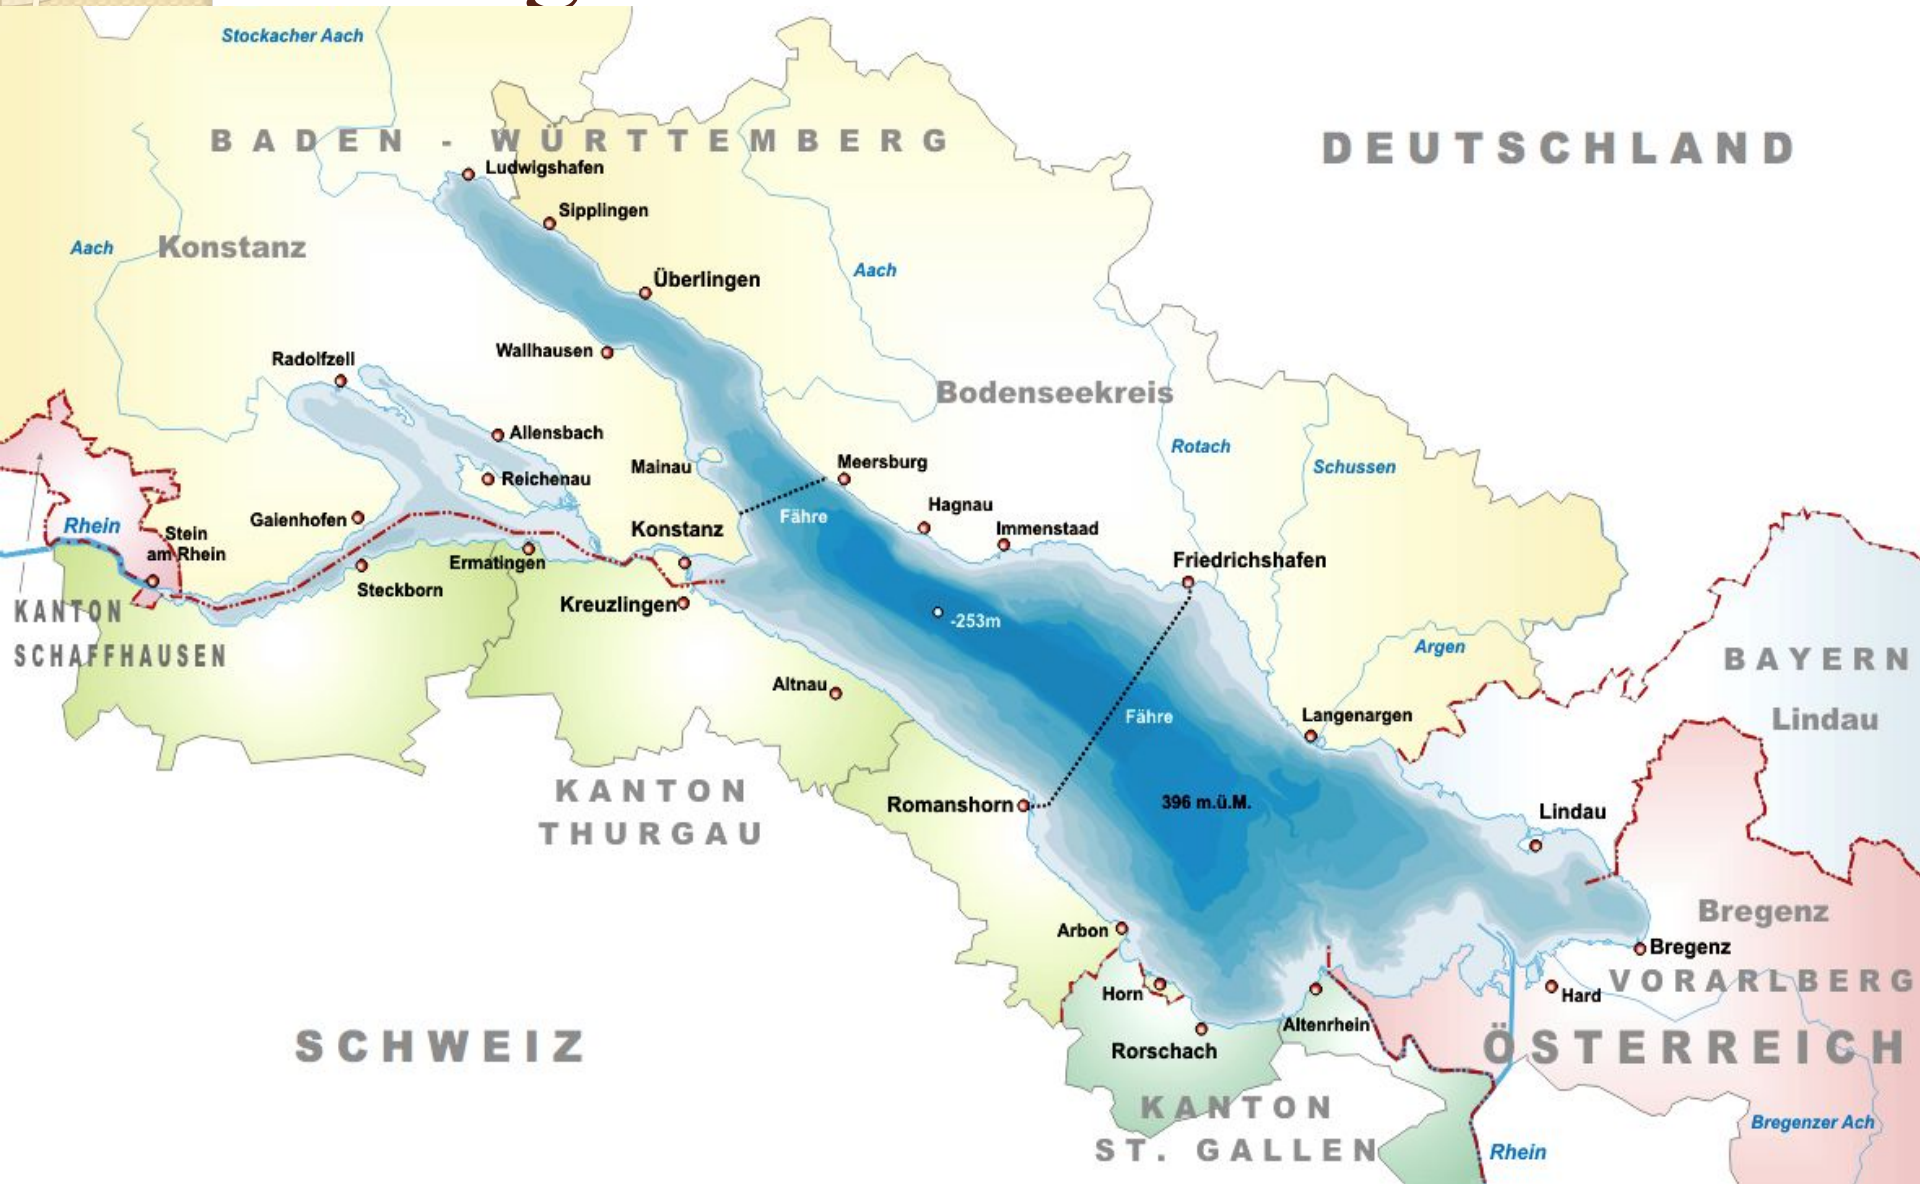 Stockacher Aach
BADEN - WÜRTTEMBERG
DEUTSCHLAND
Ludwigshafen
Sipplingen
Aach
Konstanz
Aach
Überlingen
Wallhausen
Radolfzell
Bodenseekreis
Allensbach
Rotach
Mainau
Meersburg
Schussen
Reichenau
Hagnau
Gaienhofen
Fähre
Rhein
Konstanz
Immenstaad
Stein
am Rhein
Ermatingen
Friedrichshafen
Steckborn
Kreuzlingen
KANTON
SCHAFFHAUSEN
-253m
Argen
BAYERN
Altnau
Fähre
Langenargen
Lindau
KANTON
THURGAU
Romanshorn
396 m.ü.M.
Lindau
Bregenz
Arbon
Bregenz
VORARLBERG
Horn
Hard
Altenrhein
SCHWEIZ
ÖSTERREICH
Rorschach
KANTON
ST. GALLEN
Bregenzer Ach
Rhein